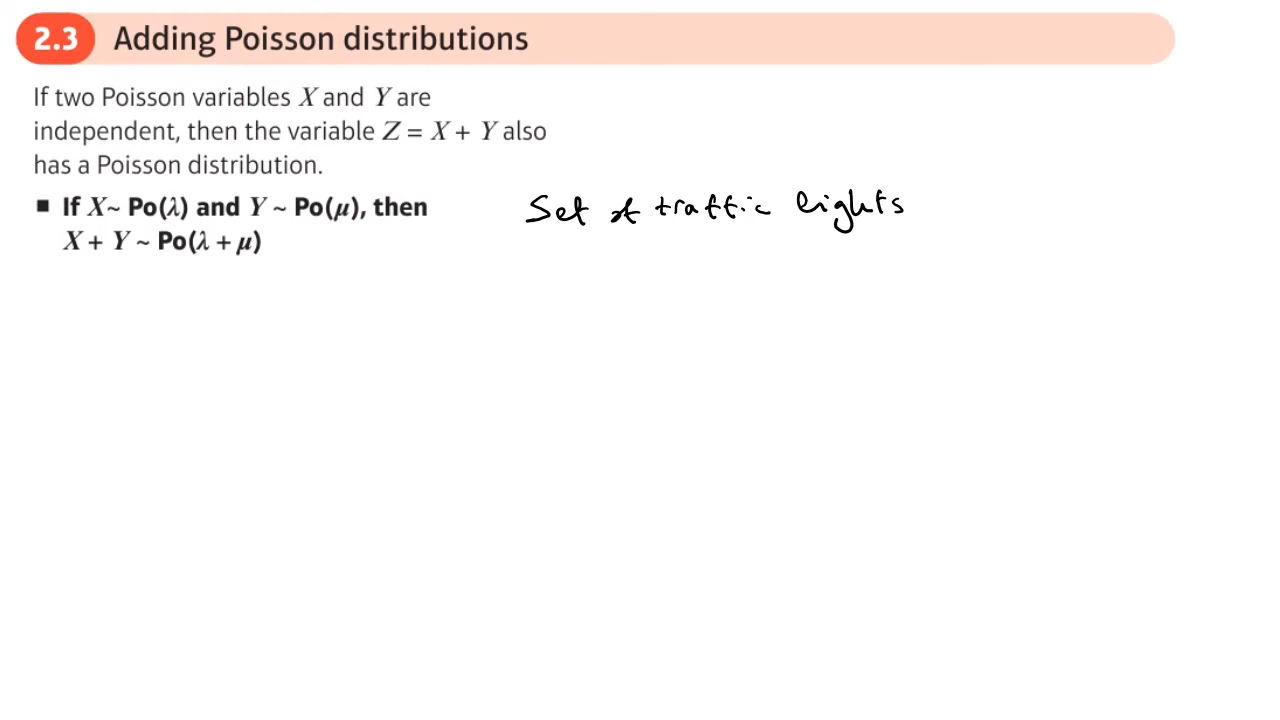 2.3 Adding Poisson distributions
If two Poisson variables X and Y are
independent, then the variable Z = X + Y also
has a Poisson distribution.
■ If X~ Po(λ) and Y ~ Po(μ), then
X + Y ~ Po(λ + μ)
Set of traffic lights